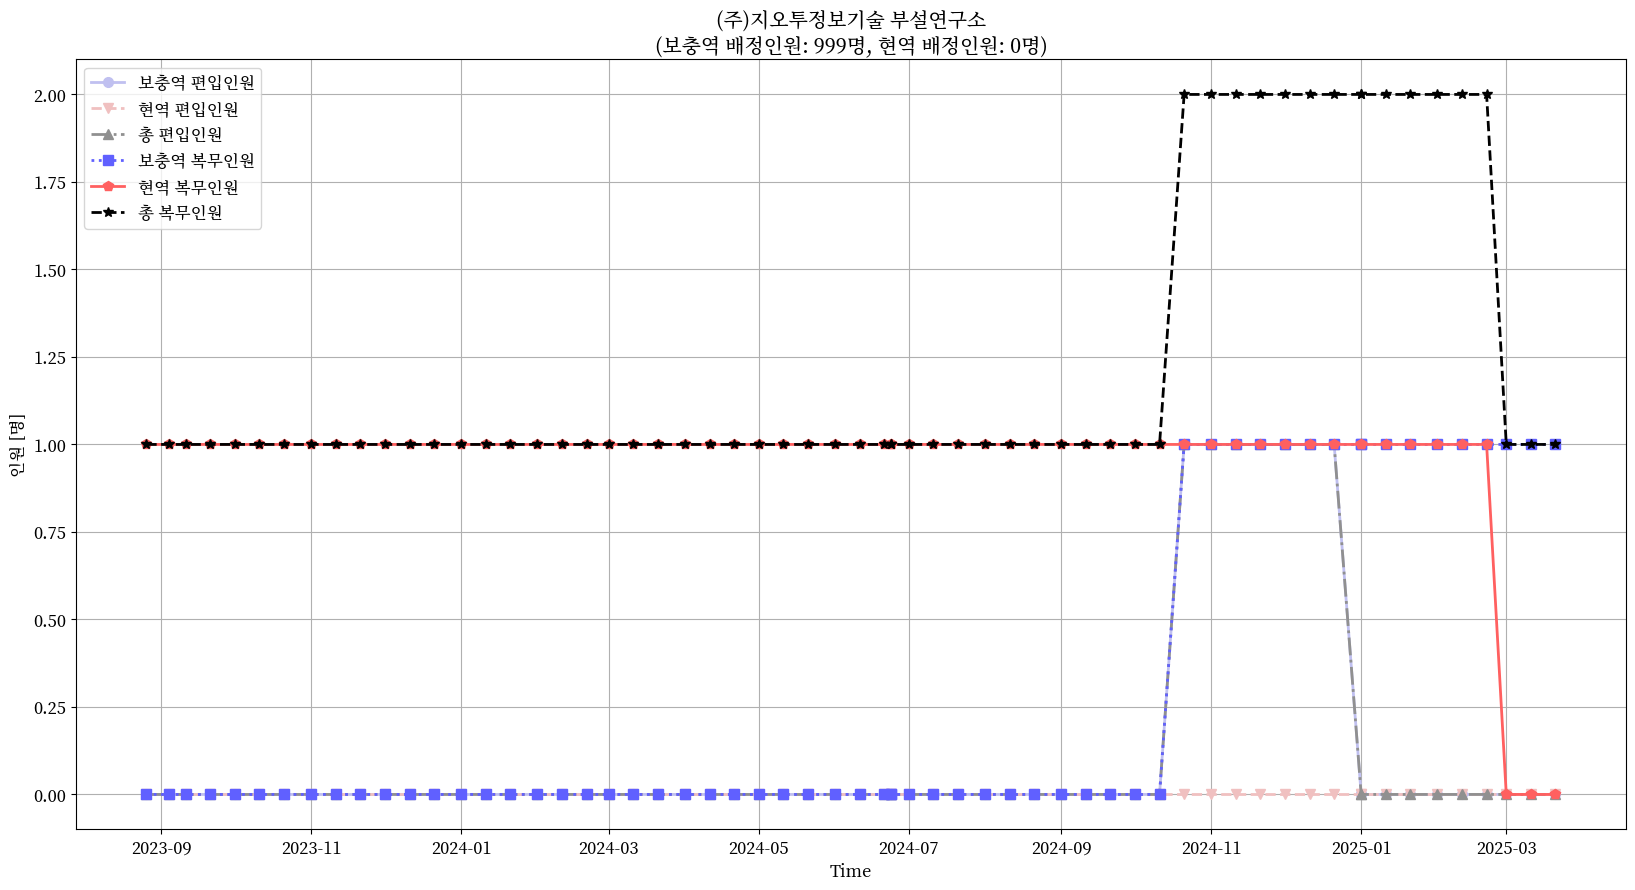 (주)지오투정보기술 부설연구소
(보충역 배정인원: 999명, 현역 배정인원: 0명)
보충역 편입인원
현역 편입인원
총 편입인원
보충역 복무인원
현역 복무인원
총 복무인원
2.00
1.75
1.50
1.25
1.00
0.75
0.50
0.25
0.00
인원 [명]
2023-09 2023-11 2024-01 2024-03 2024-05 2024-07 2024-09 2024-11 2025-01 2025-03
Time